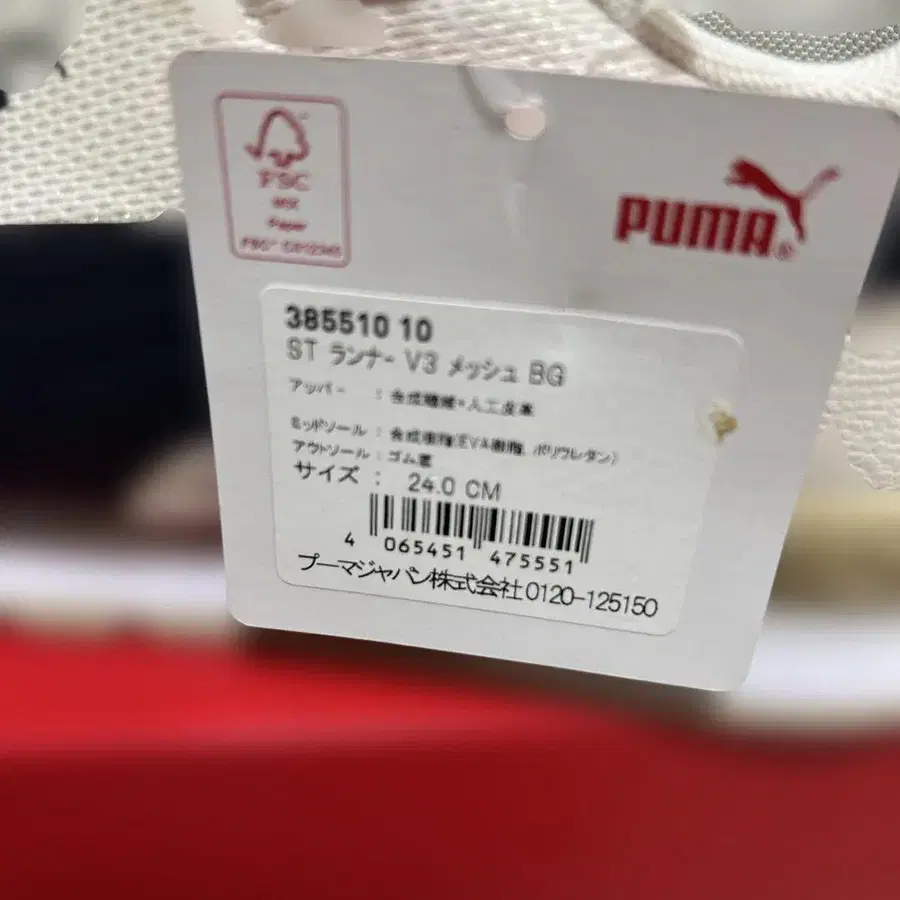 FSC
MIX
Paper
PUMA®
385510 10
ST ランナー V3 メッシュ BG
アッパー : 合成繊維・人工皮革
ミッドソール : 合成樹脂(EVA樹脂, ポリウレタン)
アウトソール : ゴム底
サイズ : 24.0 CM
4 065451 475551
プーマジャパン株式会社 0120-125150